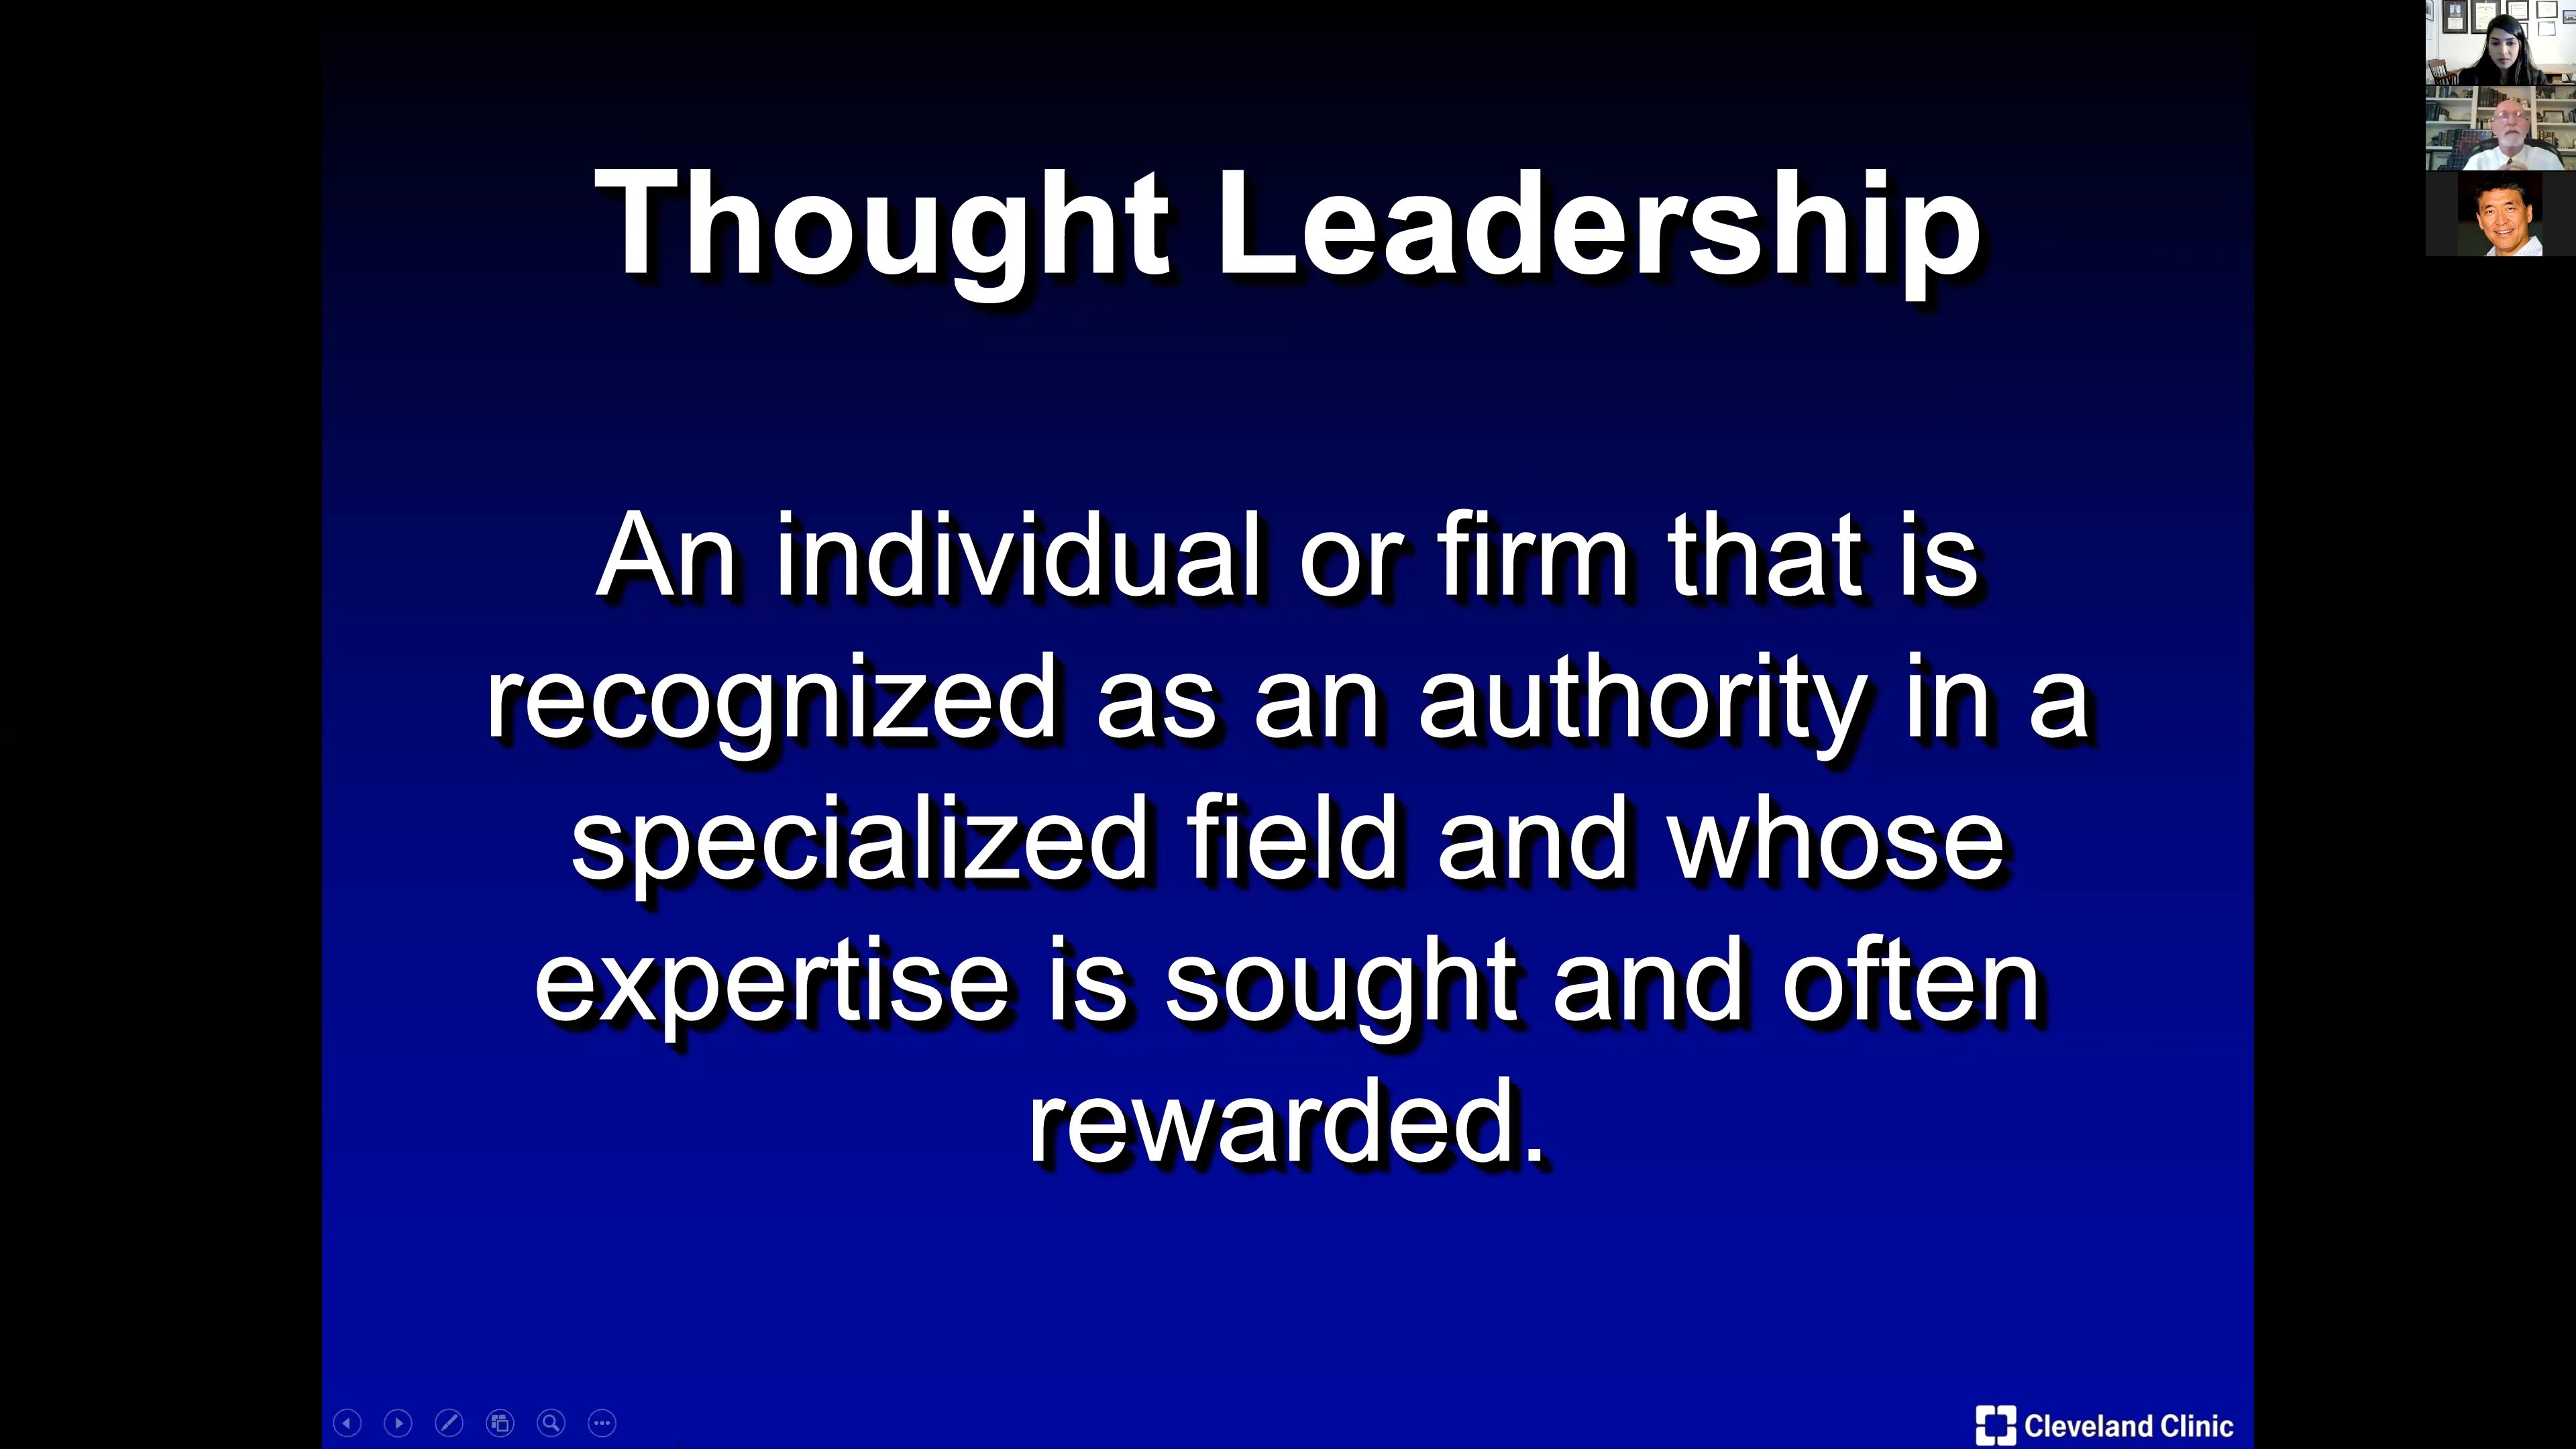 Thought Leadership
An individual or firm that is
recognized as an authority in a
specialized field and whose
expertise is sought and often
rewarded.
Cleveland Clinic